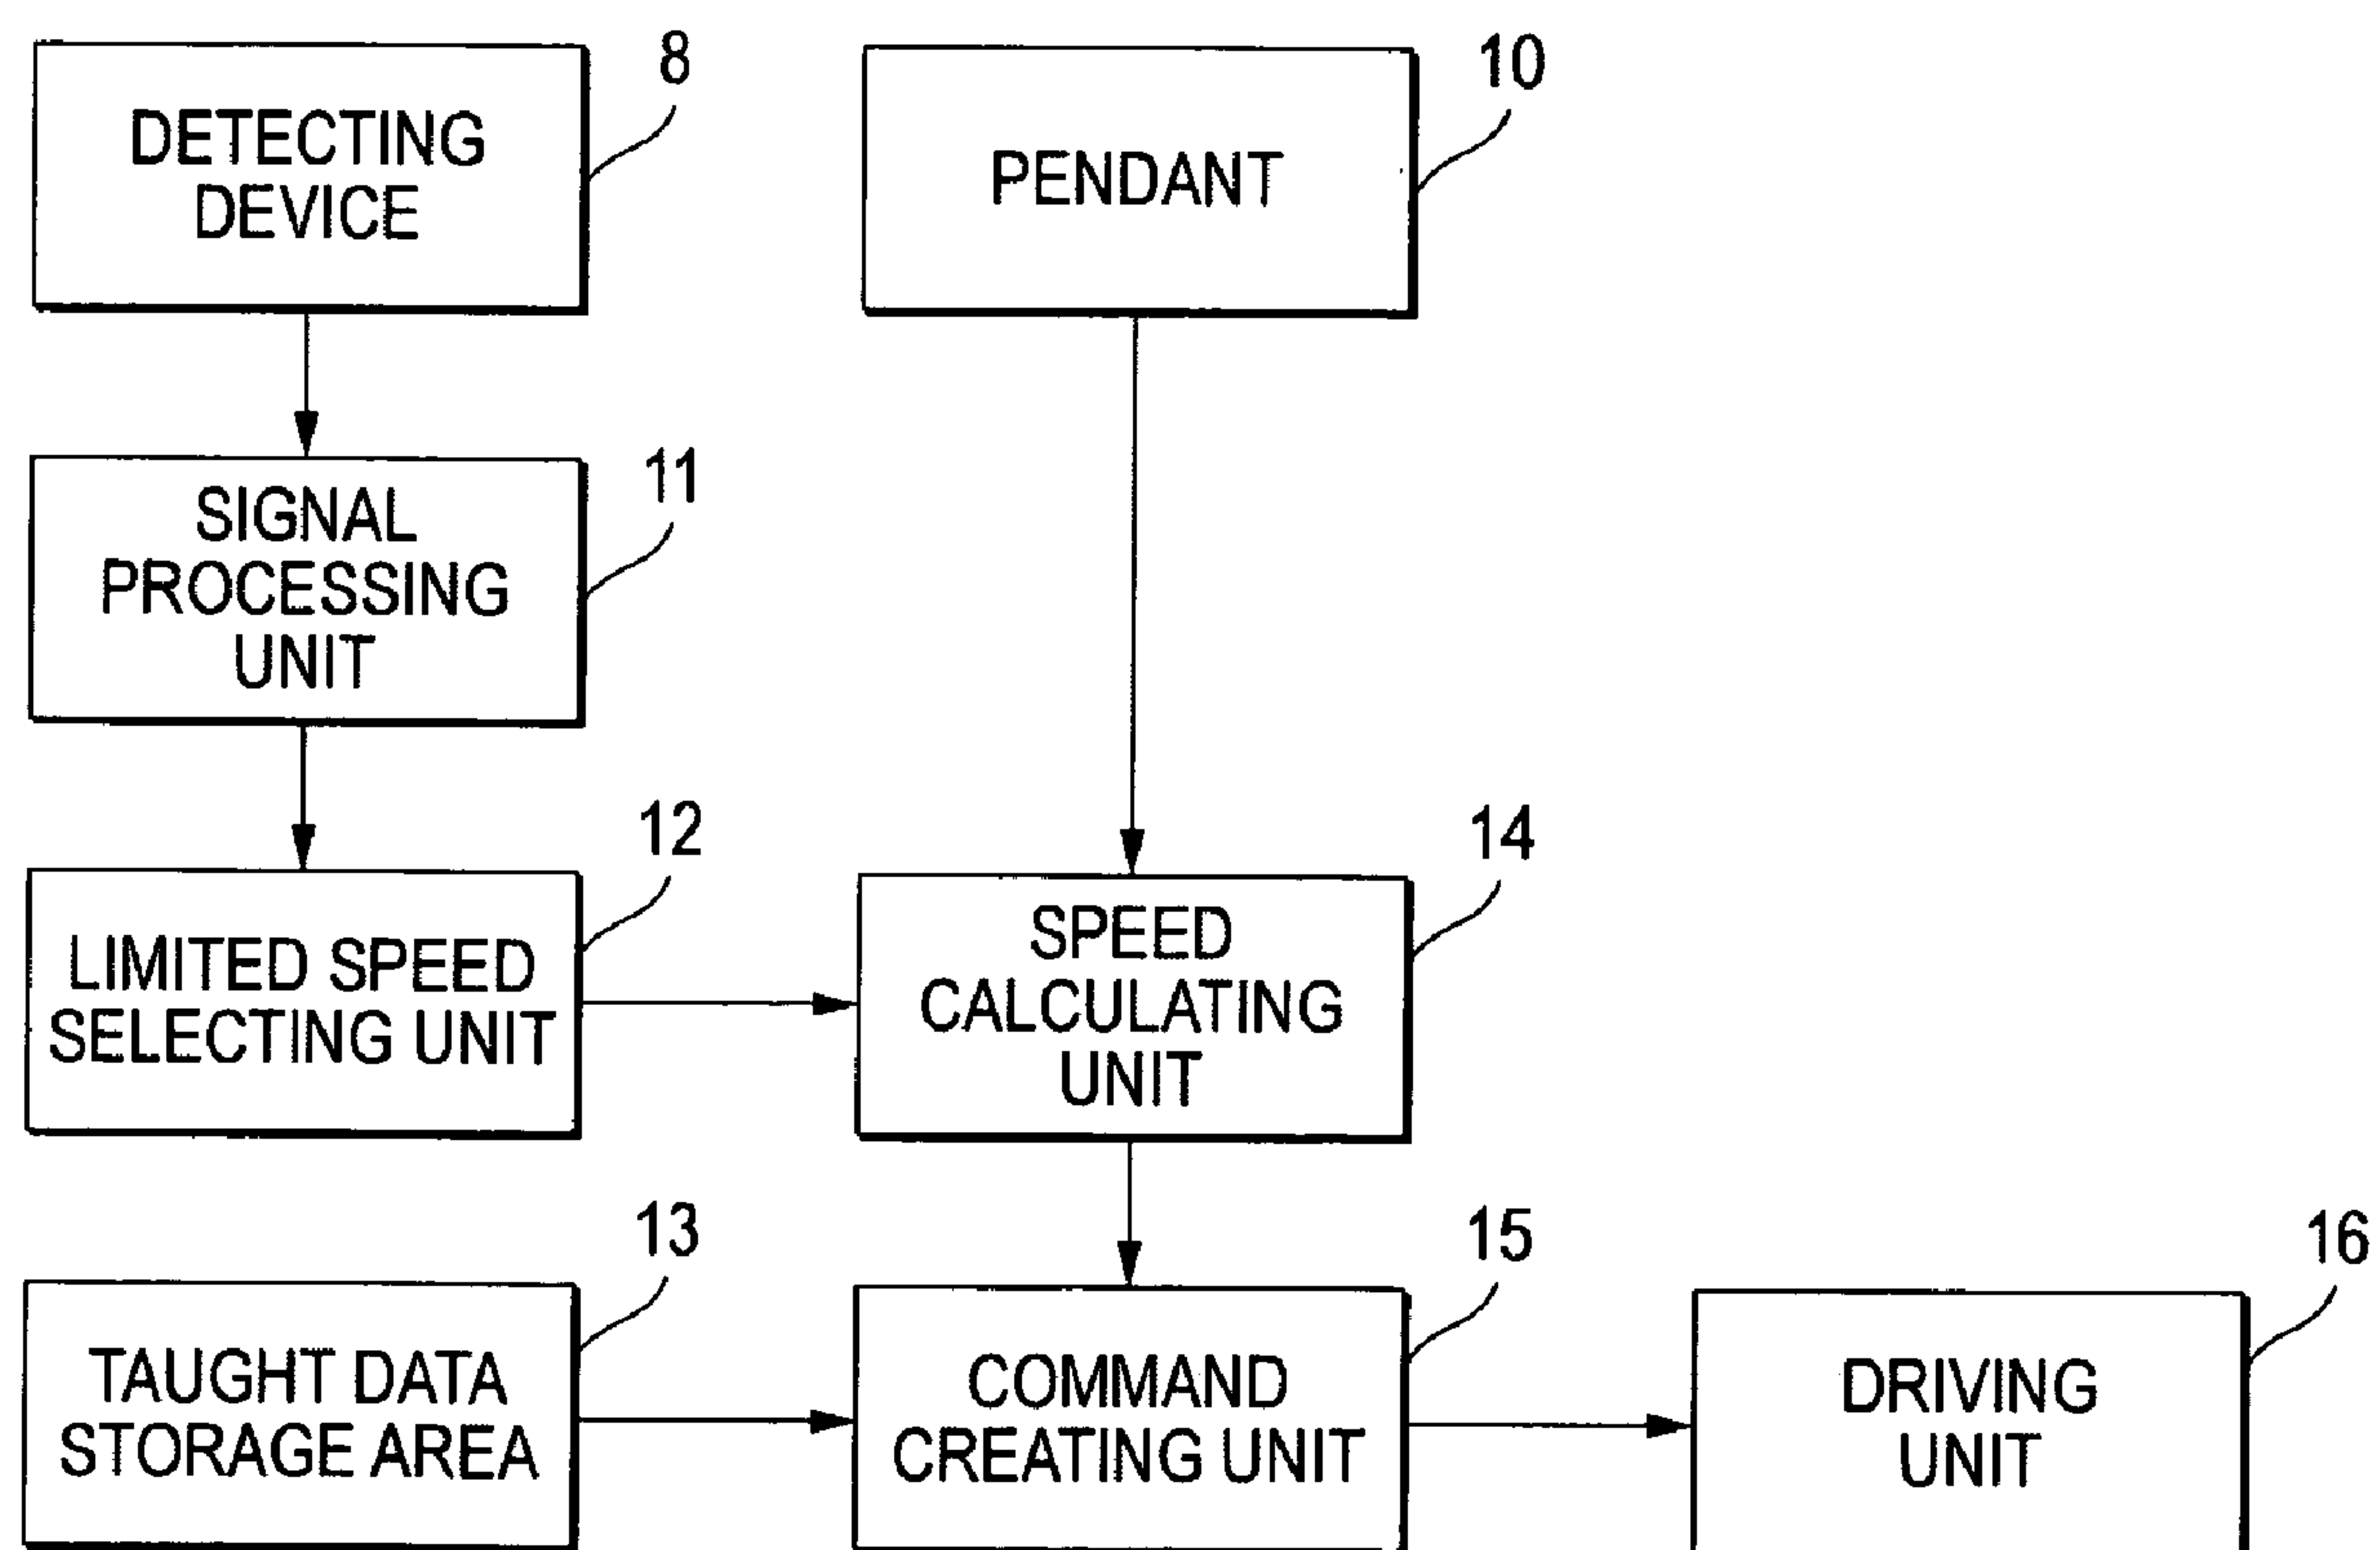 8
DETECTING
DEVICE
10
PENDANT
11
SIGNAL
PROCESSING
UNIT
12
LIMITED SPEED
SELECTING UNIT
14
SPEED
CALCULATING
UNIT
13
TAUGHT DATA
STORAGE AREA
15
COMMAND
CREATING UNIT
16
DRIVING
UNIT